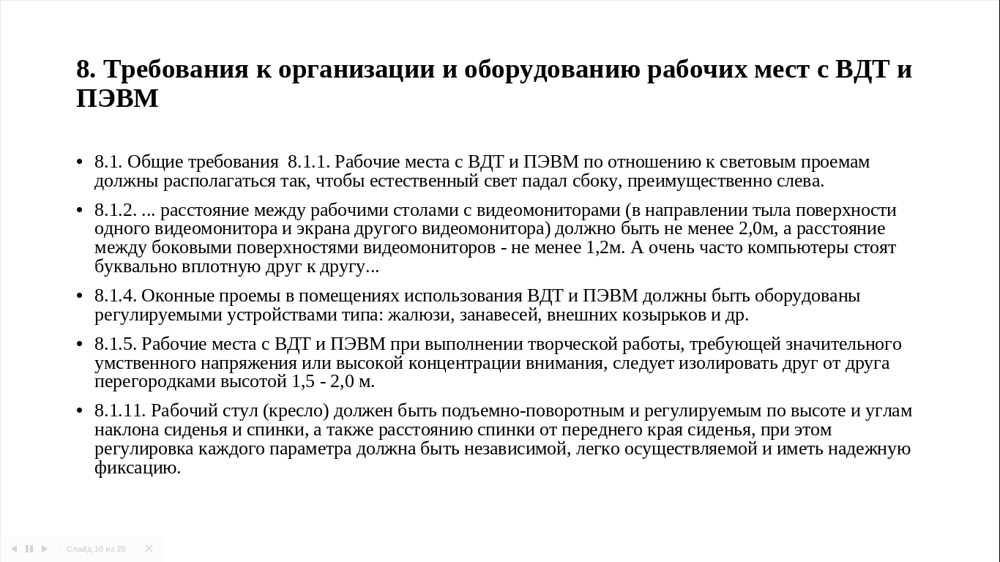 8. Требования к организации и оборудованию рабочих мест с ВДТ и
ПЭВМ
• 8.1. Общие требования  8.1.1. Рабочие места с ВДТ и ПЭВМ по отношению к световым проемам
должны располагаться так, чтобы естественный свет падал сбоку, преимущественно слева.
• 8.1.2. ... расстояние между рабочими столами с видеомониторами (в направлении тыла поверхности
одного видеомонитора и экрана другого видеомонитора) должно быть не менее 2,0м, а расстояние
между боковыми поверхностями видеомониторов - не менее 1,2м. А очень часто компьютеры стоят
буквально вплотную друг к другу...
• 8.1.4. Оконные проемы в помещениях использования ВДТ и ПЭВМ должны быть оборудованы
регулируемыми устройствами типа: жалюзи, занавесей, внешних козырьков и др.
• 8.1.5. Рабочие места с ВДТ и ПЭВМ при выполнении творческой работы, требующей значительного
умственного напряжения или высокой концентрации внимания, следует изолировать друг от друга
перегородками высотой 1,5 - 2,0 м.
• 8.1.11. Рабочий стул (кресло) должен быть подъемно-поворотным и регулируемым по высоте и углам
наклона сиденья и спинки, а также расстоянию спинки от переднего края сиденья, при этом
регулировка каждого параметра должна быть независимой, легко осуществляемой и иметь надежную
фиксацию.
Слайд 10 из 20